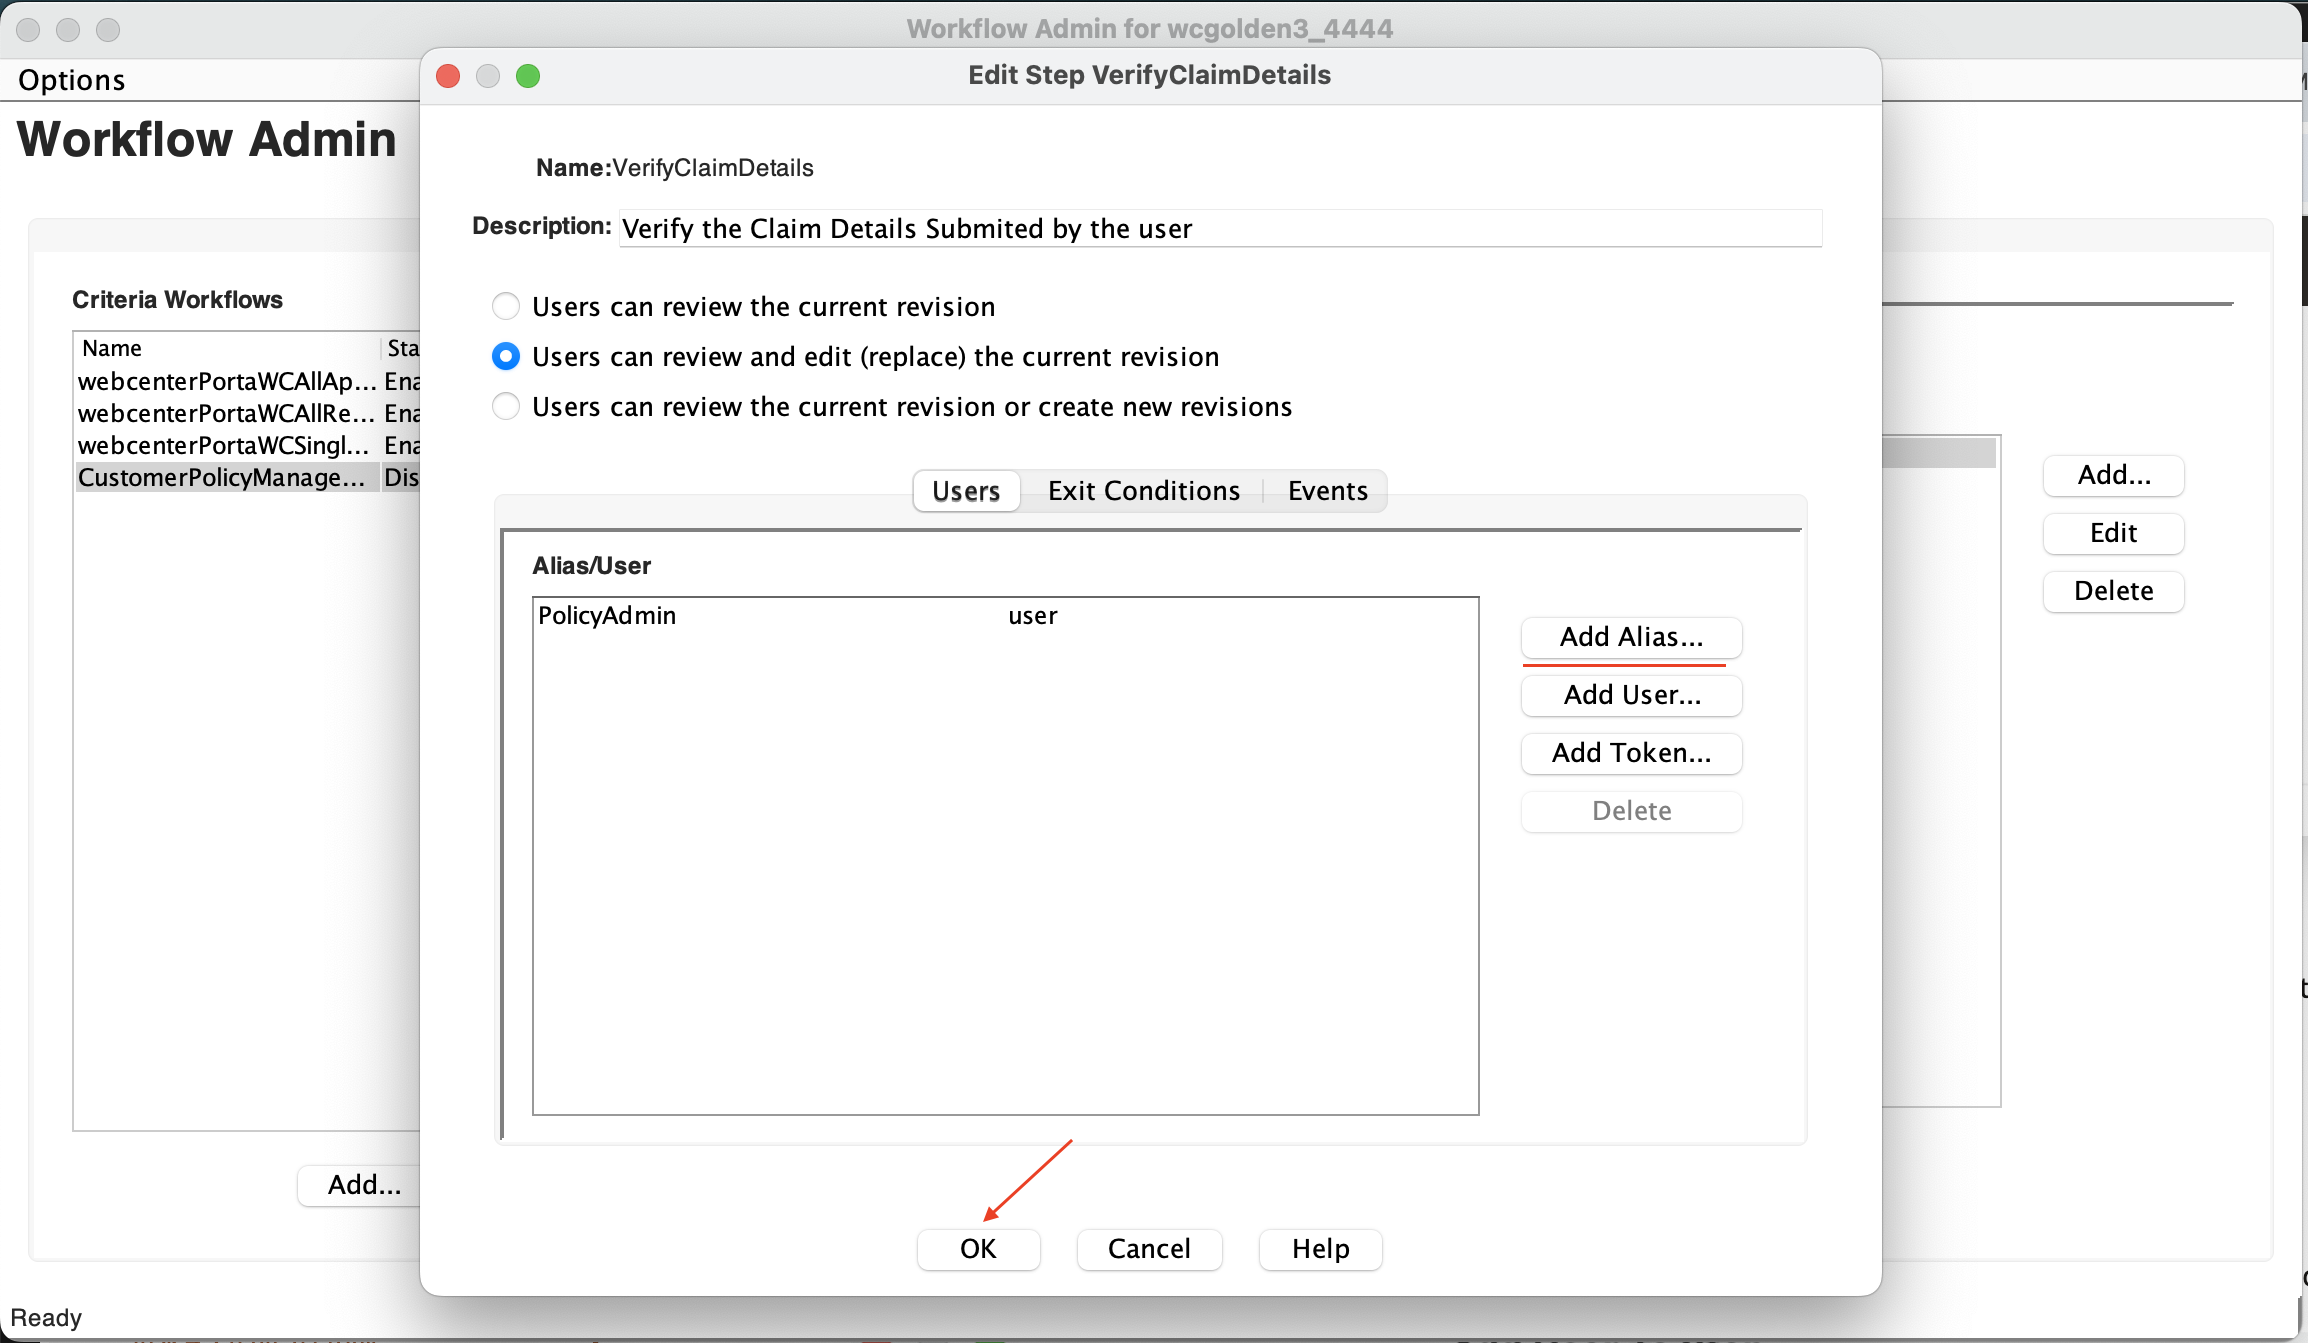 Workflow Admin for wcgolden3_4444
Options
Workflow Admin
Edit Step VerifyClaimDetails
Name:VerifyClaimDetails
Description: Verify the Claim Details Submited by the user
Users can review the current revision
Users can review and edit (replace) the current revision
Users can review the current revision or create new revisions
Users Exit Conditions Events
Alias/User
PolicyAdmin user
Add Alias...
Add User...
Add Token...
Delete
OK Cancel Help
Criteria Workflows
Name Sta
webcenterPortaWCAllAp... Ena
webcenterPortaWCAllRe... Ena
webcenterPortaWCSingl... Ena
CustomerPolicyManage... Dis
Add...
Add...
Edit
Delete
Ready